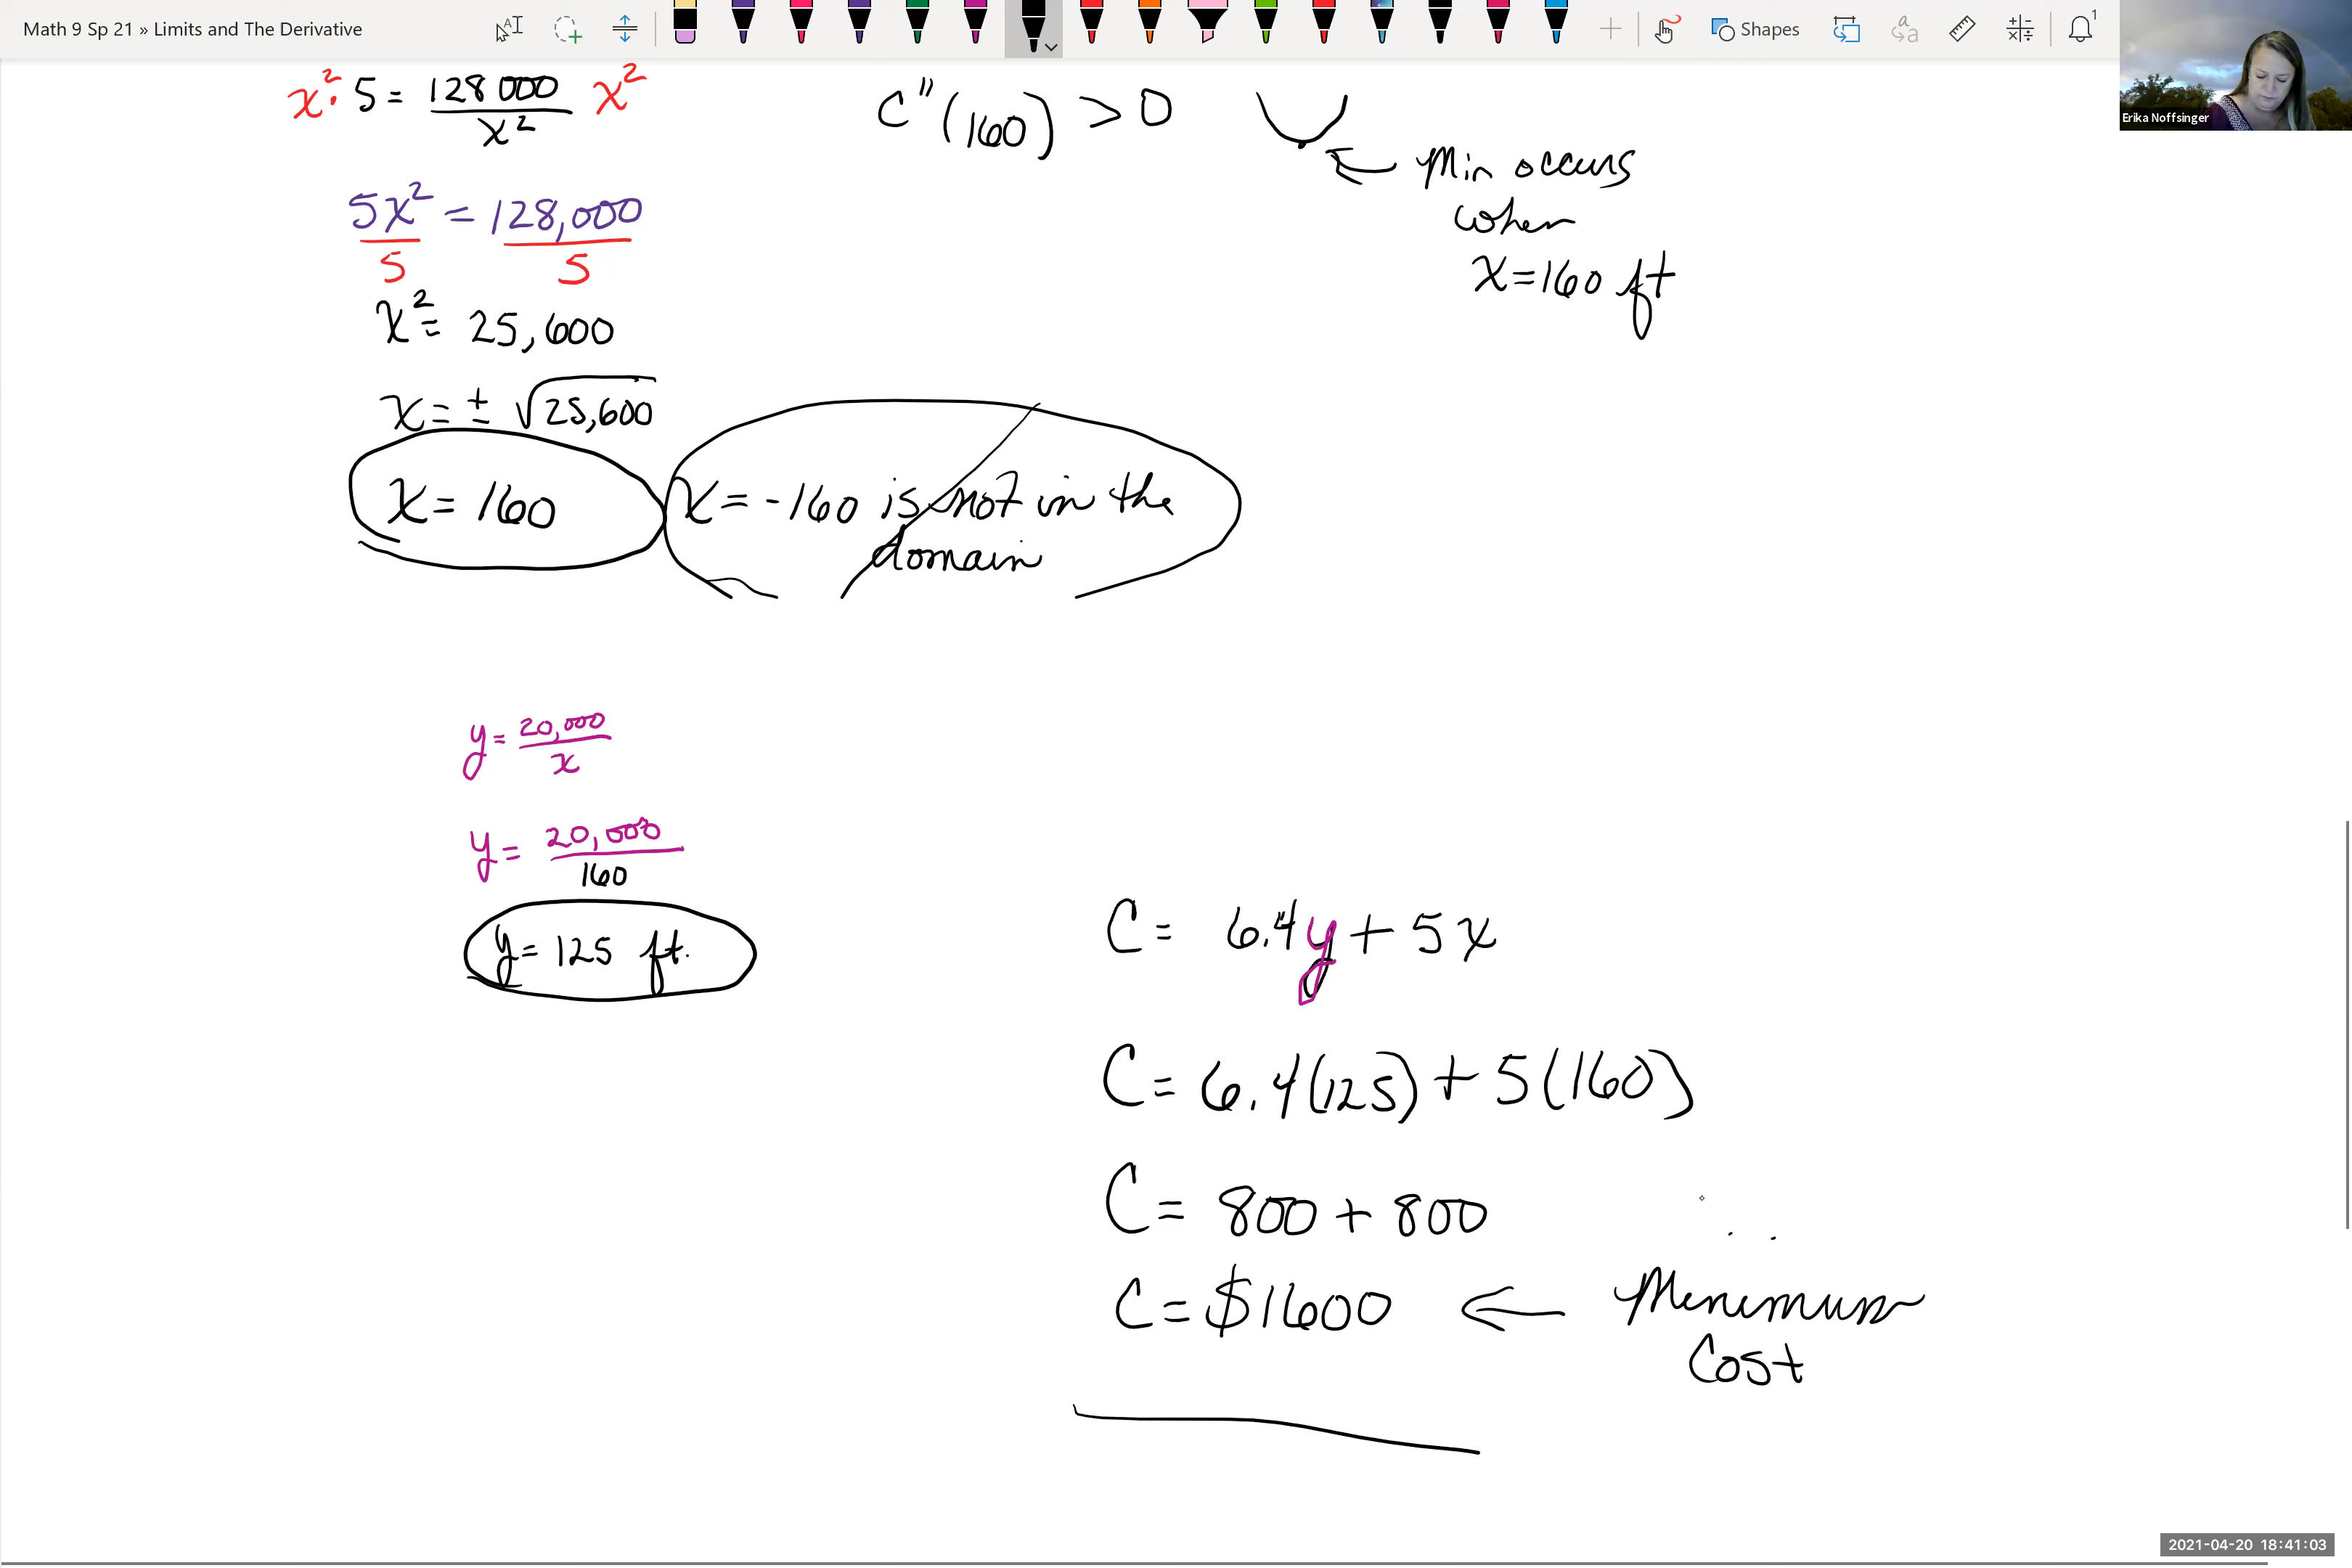 Math 9 Sp 21 » Limits and The Derivative
Shapes
1
Erika Noffsinger
x²· 5 = 128000/x² x²
5x²/5 = 128,000/5
x² = 25,600
x = ± √25,600
x = 160
x = -160 is not in the
domain
C''(160) > 0
Min occurs
when
x = 160 ft
y = 20,000/x
y = 20,000/160
y = 125 ft.
C = 6.4y + 5x
C = 6.4(125) + 5(160)
C = 800 + 800
C = $1600 ← Minimum
Cost
2021-04-20 18:41:03